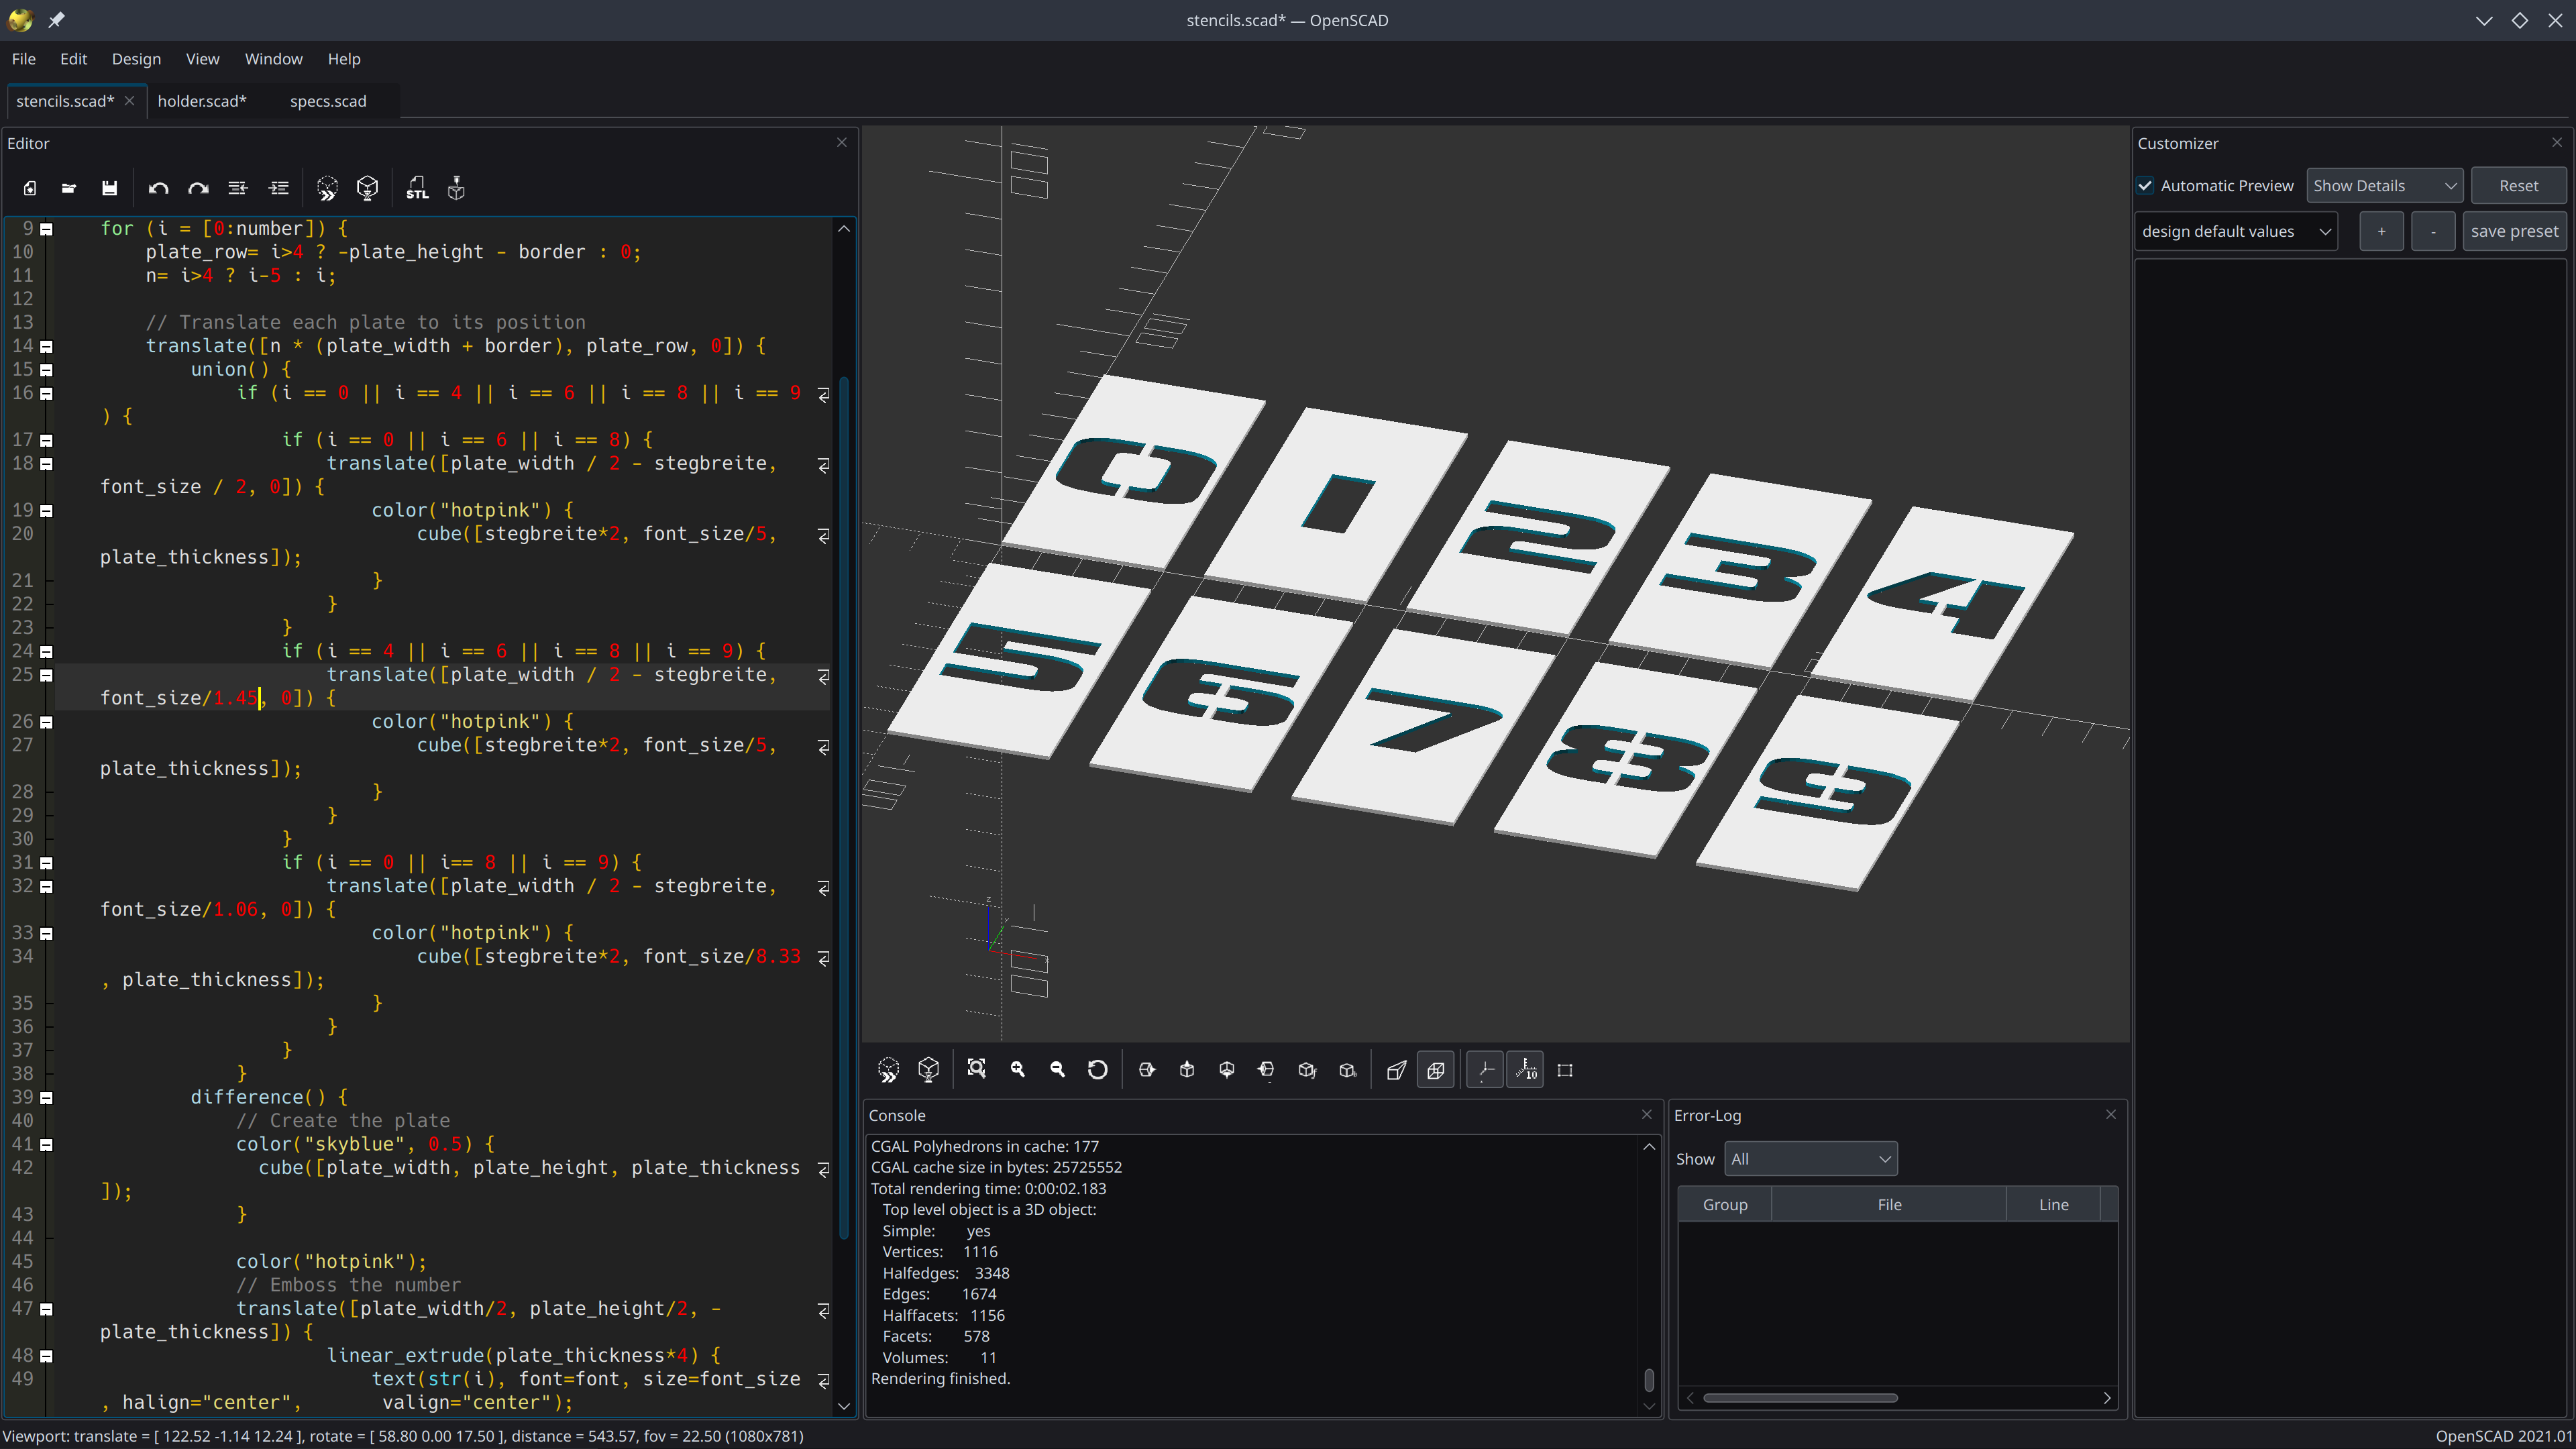 stencils.scad* — OpenSCAD
File Edit Design View Window Help
stencils.scad* holder.scad* specs.scad
Editor
STL
9 for (i = [0:number]) {
10 plate_row= i>4 ? -plate_height - border : 0;
11 n= i>4 ? i-5 : i;
12
13 // Translate each plate to its position
14 translate([n * (plate_width + border), plate_row, 0]) {
15 union() {
16 if (i == 0 || i == 4 || i == 6 || i == 8 || i == 9
) {
17 if (i == 0 || i == 6 || i == 8) {
18 translate([plate_width / 2 - stegbreite,
font_size / 2, 0]) {
19 color("hotpink") {
20 cube([stegbreite*2, font_size/5,
plate_thickness]);
21 }
22 }
23 }
24 if (i == 4 || i == 6 || i == 8 || i == 9) {
25 translate([plate_width / 2 - stegbreite,
font_size/1.45, 0]) {
26 color("hotpink") {
27 cube([stegbreite*2, font_size/5,
plate_thickness]);
28 }
29 }
30 }
31 if (i == 0 || i== 8 || i == 9) {
32 translate([plate_width / 2 - stegbreite,
font_size/1.06, 0]) {
33 color("hotpink") {
34 cube([stegbreite*2, font_size/8.33
, plate_thickness]);
35 }
36 }
37 }
38 }
39 difference() {
40 // Create the plate
41 color("skyblue", 0.5) {
42 cube([plate_width, plate_height, plate_thickness
]);
43 }
44
45 color("hotpink");
46 // Emboss the number
47 translate([plate_width/2, plate_height/2, -
plate_thickness]) {
48 linear_extrude(plate_thickness*4) {
49 text(str(i), font=font, size=font_size
, halign="center", valign="center");
0 1 2 3 4
5 6 7 8 9
z
x
10
Console
CGAL Polyhedrons in cache: 177
CGAL cache size in bytes: 25725552
Total rendering time: 0:00:02.183
Top level object is a 3D object:
Simple: yes
Vertices: 1116
Halfedges: 3348
Edges: 1674
Halffacets: 1156
Facets: 578
Volumes: 11
Rendering finished.
Error-Log
Show All
Group File Line
Customizer
Automatic Preview Show Details Reset
design default values + - save preset
Viewport: translate = [ 122.52 -1.14 12.24 ], rotate = [ 58.80 0.00 17.50 ], distance = 543.57, fov = 22.50 (1080x781)
OpenSCAD 2021.01